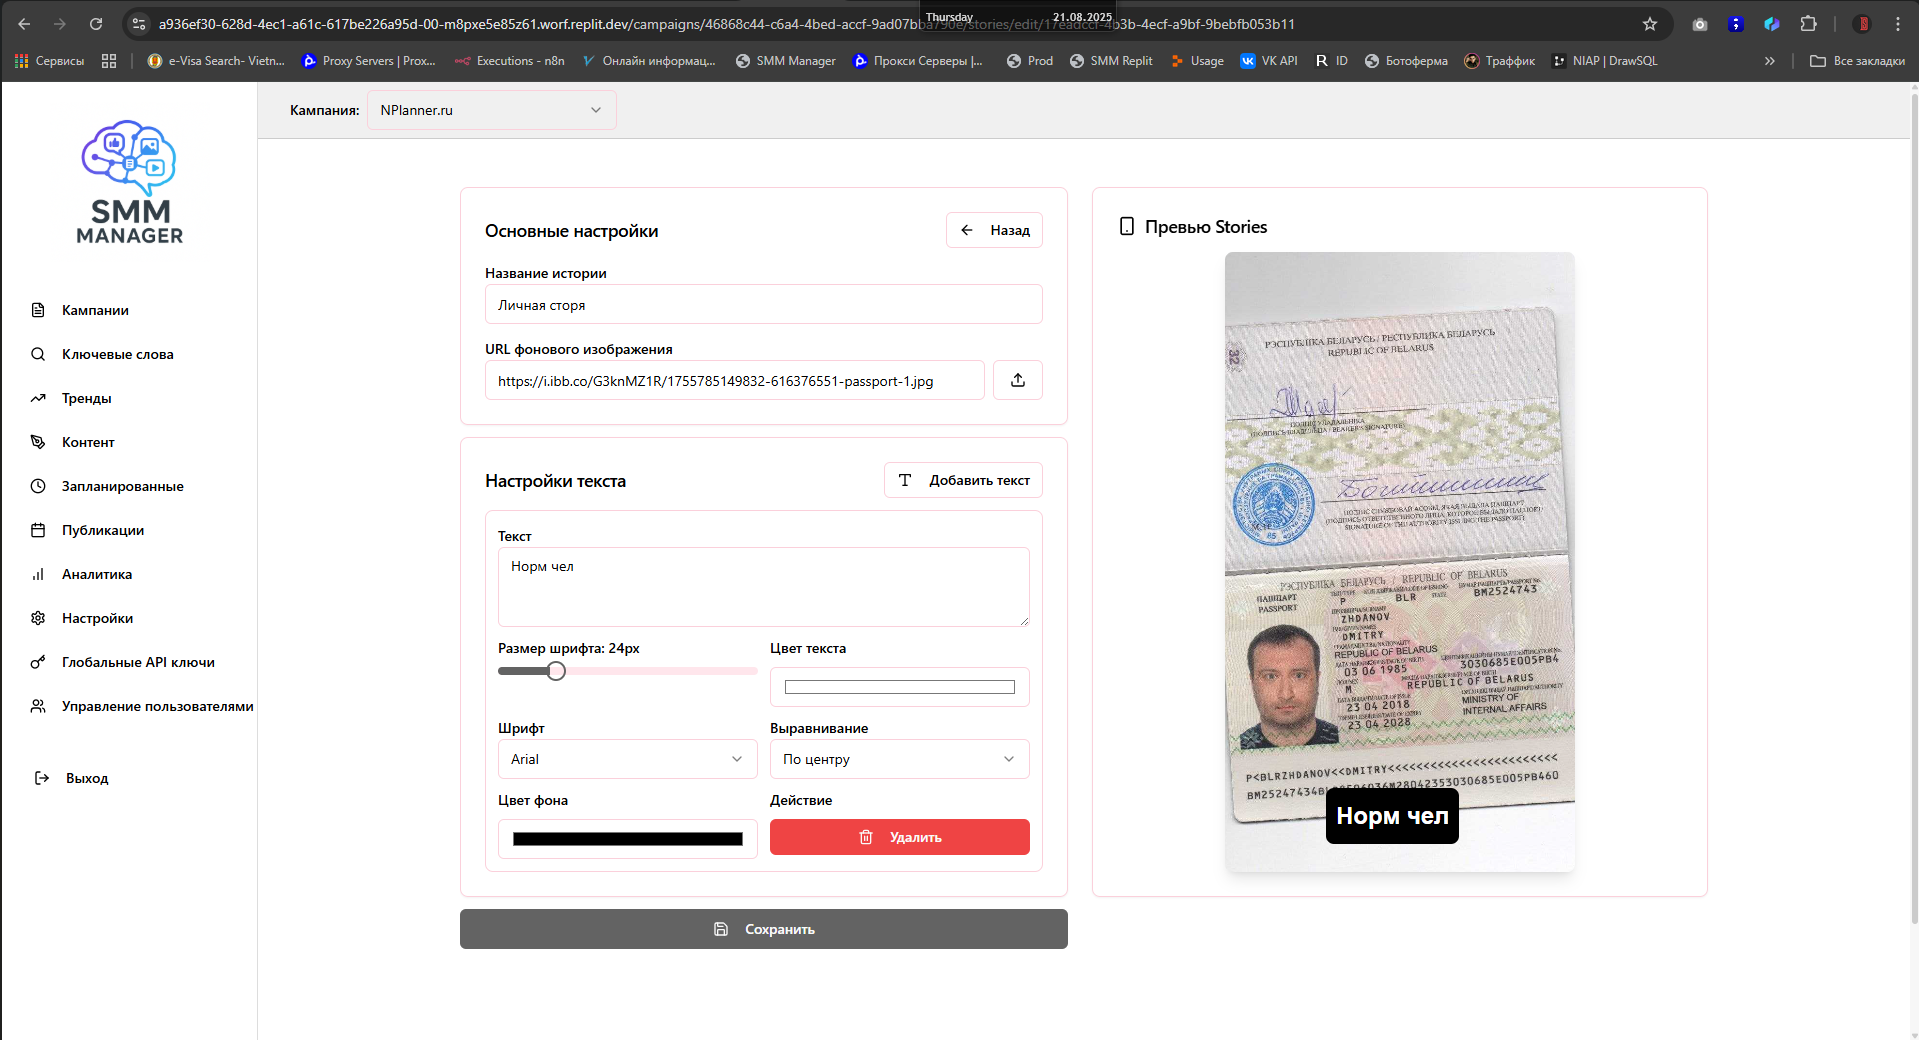 Thursday 21.08.2025
a936ef30-628d-4ec1-a61c-617be226a95d-00-m8pxe5e85z61.worf.replit.dev/campaigns/46868c44-c6a4-4bed-accf-9ad07bba790e/stories/edit/17eadccf-4b3b-4ecf-a9bf-9bebfb053b11
Сервисы
e-Visa Search- Vietn...
Proxy Servers | Prox...
Executions - n8n
Онлайн информац...
SMM Manager
Прокси Серверы |...
Prod
SMM Replit
Usage
VK API
ID
Ботоферма
Траффик
NIAP | DrawSQL
Все закладки
SMM
MANAGER
Кампания: NPlanner.ru
Кампании
Ключевые слова
Тренды
Контент
Запланированные
Публикации
Аналитика
Настройки
Глобальные API ключи
Управление пользователями
Выход
Основные настройки
Назад
Название истории
Личная сторя
URL фонового изображения
https://i.ibb.co/G3knMZ1R/1755785149832-616376551-passport-1.jpg
Настройки текста
Добавить текст
Текст
Норм чел
Размер шрифта: 24px
Цвет текста
Шрифт
Arial
Выравнивание
По центру
Цвет фона
Действие
Удалить
Сохранить
Превью Stories
32
РЭСПУБЛІКА БЕЛАРУСЬ / РЕСПУБЛИКА БЕЛАРУСЬ
REPUBLIC OF BELARUS
РЭСПУБЛІКА БЕЛАРУСЬ / REPUBLIC OF BELARUS
ПАШПАРТ
PASSPORT
P
BLR
BM2524743
ZHDANOV
DMITRY
REPUBLIC OF BELARUS
03 06 1985
3030685E005PB4
M
REPUBLIC OF BELARUS
23 04 2018
MINISTRY OF
INTERNAL AFFAIRS
23 04 2028
P<BLRZHDANOV<<DMITRY<<<<<<<<<<<<<<<<<<<<<<<
Норм чел